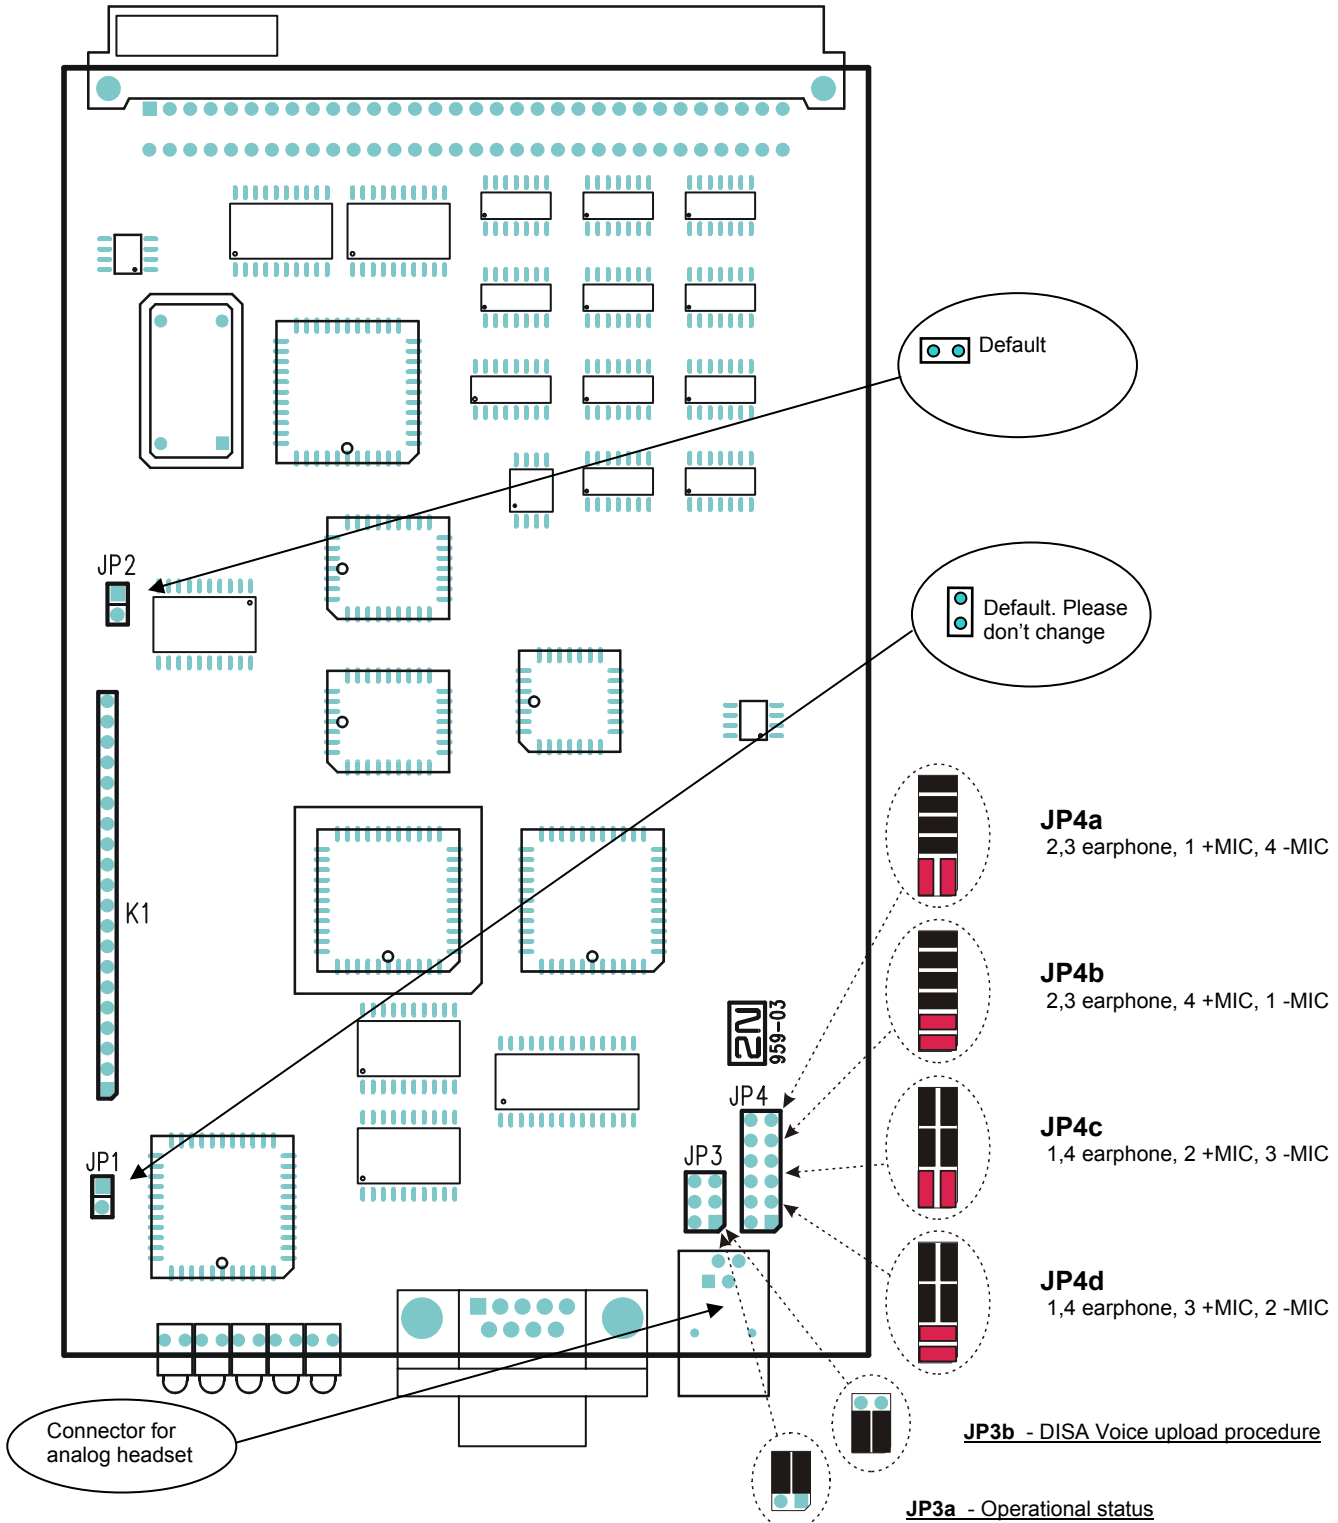 Default
JP2
Default. Please
don't change
JP4a
2,3 earphone, 1 +MIC, 4 -MIC
K1
JP4b
2,3 earphone, 4 +MIC, 1 -MIC
2N
959-03
JP4
JP4c
1,4 earphone, 2 +MIC, 3 -MIC
JP3
JP1
JP4d
1,4 earphone, 3 +MIC, 2 -MIC
Connector for
analog headset
JP3b - DISA Voice upload procedure
JP3a - Operational status